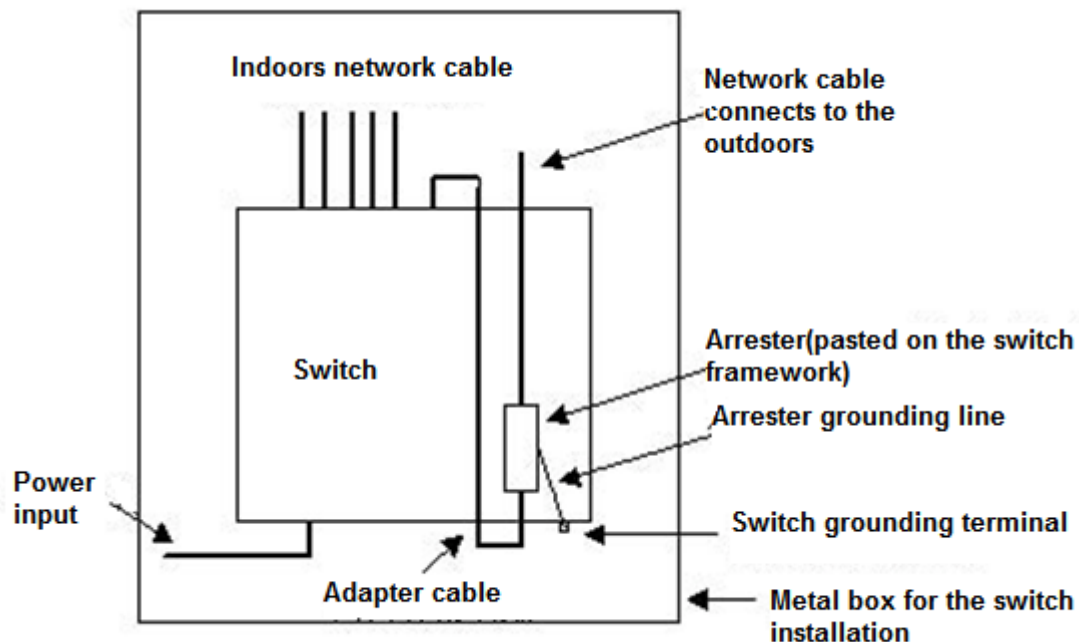 Indoors network cable
Network cable
connects to the
outdoors
Switch
Arrester(pasted on the switch
framework)
Arrester grounding line
Power
input
Switch grounding terminal
Adapter cable
Metal box for the switch
installation